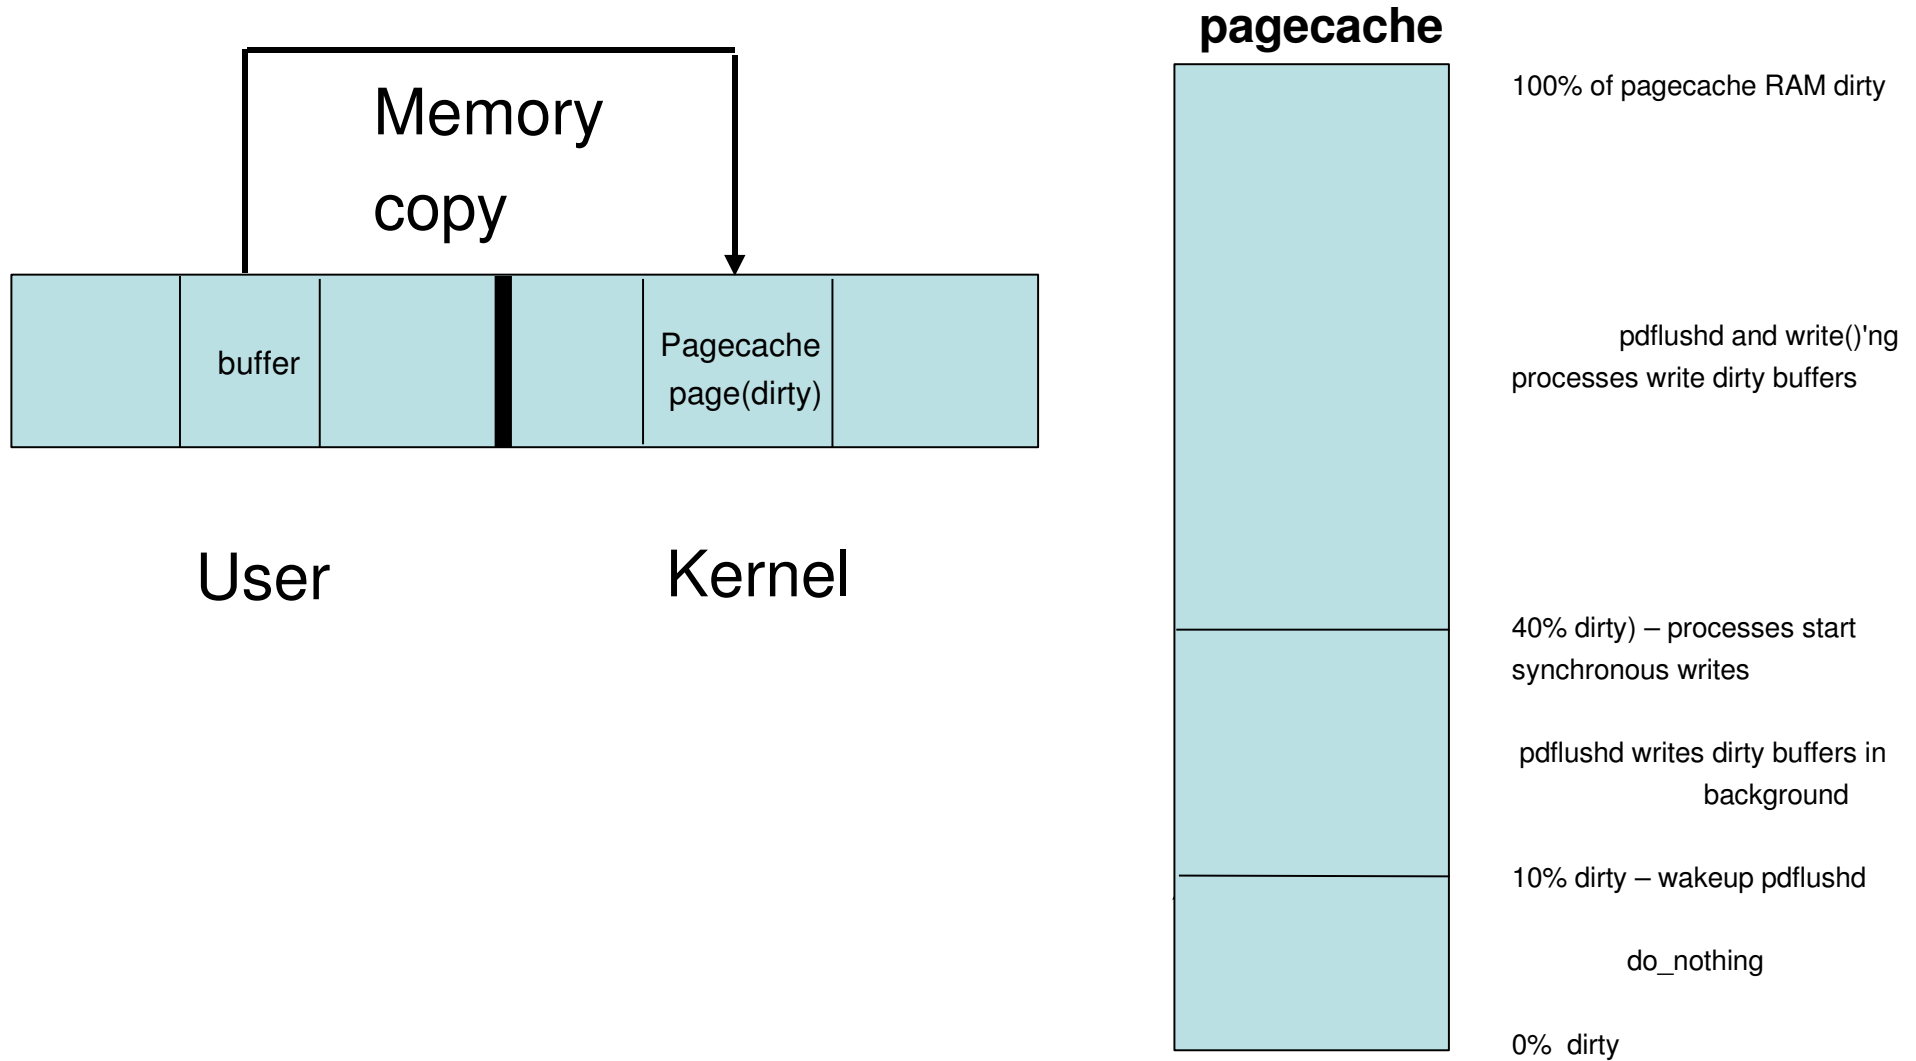 Memory
copy
buffer
Pagecache
page(dirty)
User
Kernel
pagecache
100% of pagecache RAM dirty
pdflushd and write()'ng
processes write dirty buffers
40% dirty) – processes start
synchronous writes
pdflushd writes dirty buffers in
background
10% dirty – wakeup pdflushd
do_nothing
0% dirty